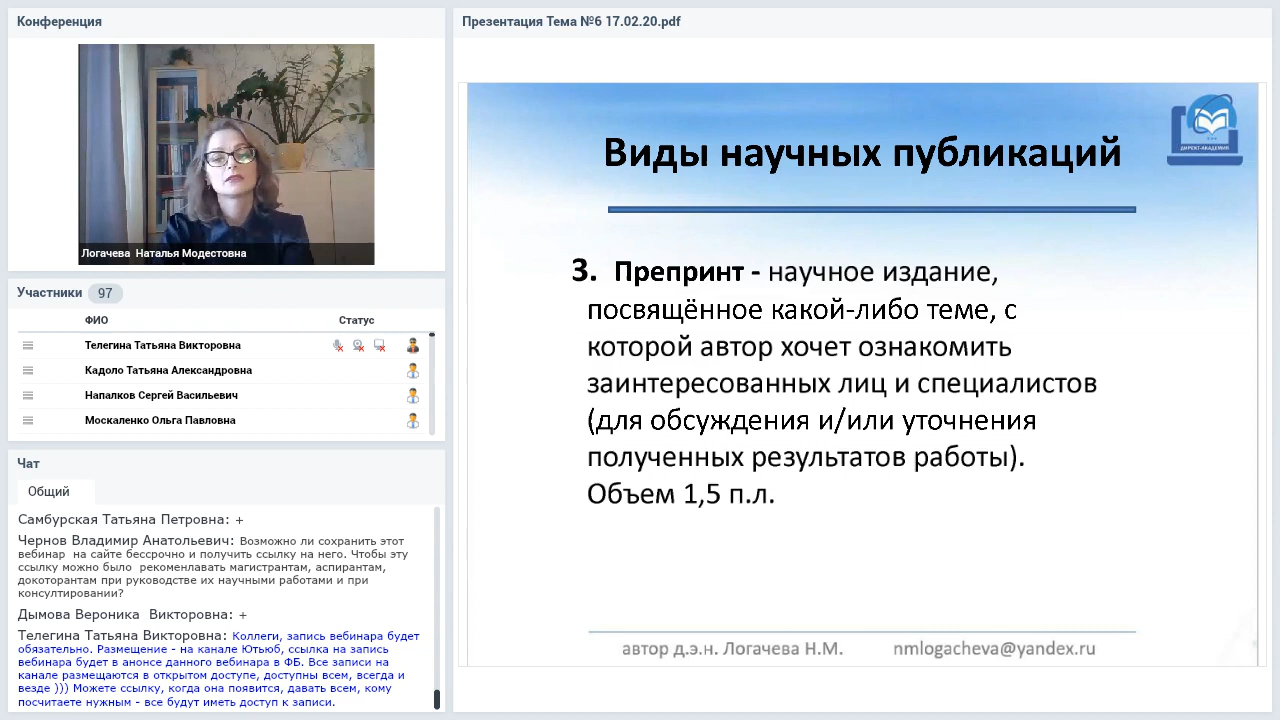 Конференция
Логачева Наталья Модестовна
Участники 97
ФИО Статус
Телегина Татьяна Викторовна
Кадоло Татьяна Александровна
Напалков Сергей Васильевич
Москаленко Ольга Павловна
Чат
Общий
Самбурская Татьяна Петровна: +
Чернов Владимир Анатольевич: Возможно ли сохранить этот
вебинар на сайте бессрочно и получить ссылку на него. Чтобы эту
ссылку можно было рекоменлавать магистрантам, аспирантам,
докоторантам при руководстве их научными работами и при
консултировании?
Дымова Вероника Викторовна: +
Телегина Татьяна Викторовна: Коллеги, запись вебинара будет
обязательно. Размещение - на канале Ютьюб, ссылка на запись
вебинара будет в анонсе данного вебинара в ФБ. Все записи на
канале размещаются в открытом доступе, доступны всем, всегда и
везде ))) Можете ссылку, когда она появится, давать всем, кому
посчитаете нужным - все будут иметь доступ к записи.
Презентация Тема №6 17.02.20.pdf
ДИРЕКТ-АКАДЕМИЯ
Виды научных публикаций
3. Препринт - научное издание,
посвящённое какой-либо теме, с
которой автор хочет ознакомить
заинтересованных лиц и специалистов
(для обсуждения и/или уточнения
полученных результатов работы).
Объем 1,5 п.л.
автор д.э.н. Логачева Н.М. nmlogacheva@yandex.ru